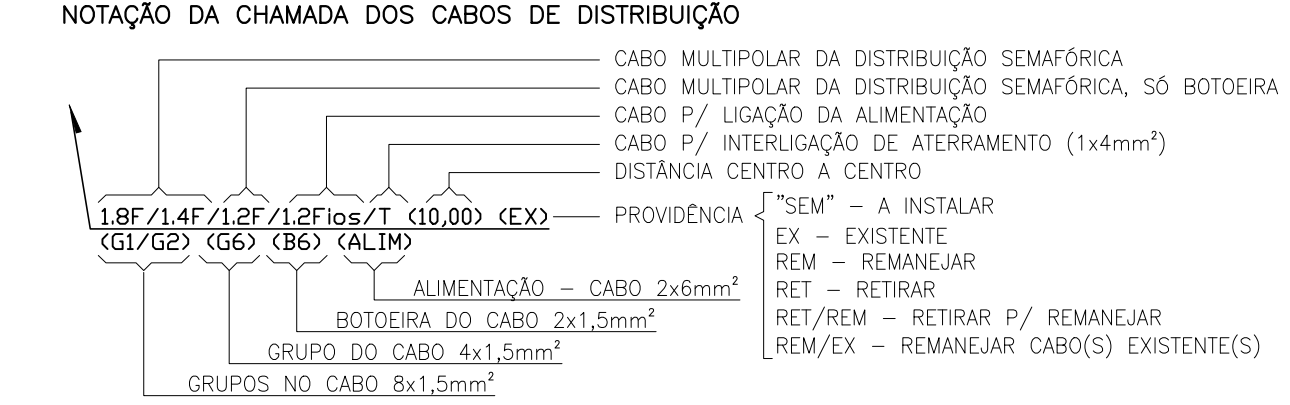 NOTAÇÃO DA CHAMADA DOS CABOS DE DISTRIBUIÇÃO
CABO MULTIPOLAR DA DISTRIBUIÇÃO SEMAFÓRICA
CABO MULTIPOLAR DA DISTRIBUIÇÃO SEMAFÓRICA, SÓ BOTOEIRA
CABO P/ LIGAÇÃO DA ALIMENTAÇÃO
CABO P/ INTERLIGAÇÃO DE ATERRAMENTO (1x4mm²)
DISTÂNCIA CENTRO A CENTRO
1.8F/1.4F/1.2F/1.2Fios/T (10,00) (EX)
PROVIDÊNCIA
"SEM" – A INSTALAR
EX – EXISTENTE
REM – REMANEJAR
RET – RETIRAR
RET/REM – RETIRAR P/ REMANEJAR
REM/EX – REMANEJAR CABO(S) EXISTENTE(S)
(G1/G2) (G6) (B6) (ALIM)
ALIMENTAÇÃO – CABO 2x6mm²
BOTOEIRA DO CABO 2x1,5mm²
GRUPO DO CABO 4x1,5mm²
GRUPOS NO CABO 8x1,5mm²